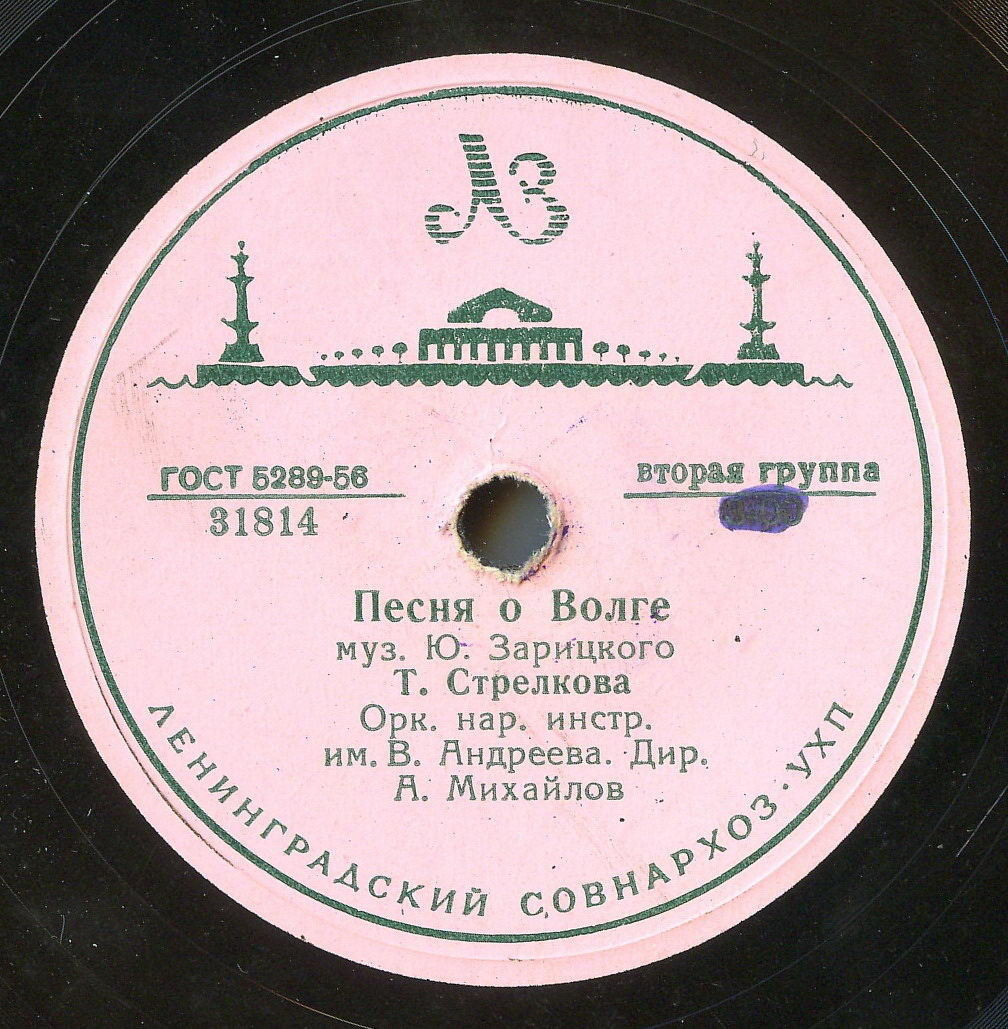 ЛЗ
ГОСТ 5289-56
вторая группа
31814
Песня о Волге
муз. Ю. Зарицкого
Т. Стрелкова
Орк. нар. инстр.
им. В. Андреева. Дир.
А. Михайлов
ЛЕНИНГРАДСКИЙ СОВНАРХОЗ · УХП